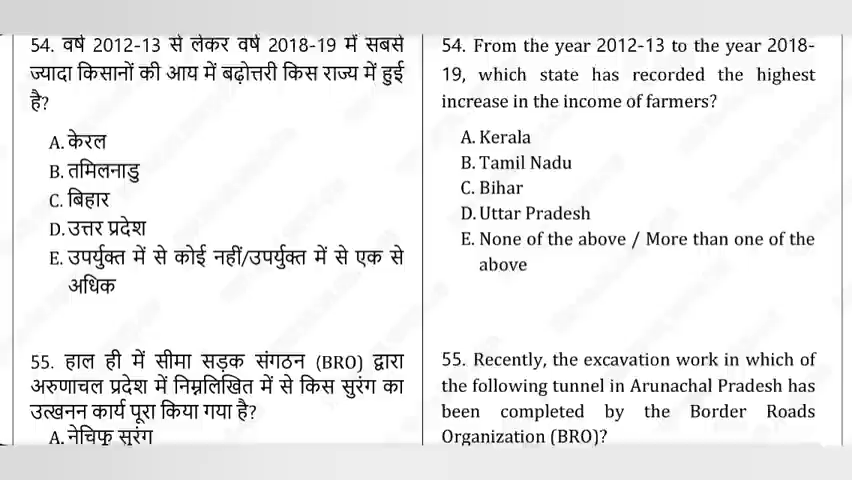 54. वर्ष 2012-13 से लेकर वर्ष 2018-19 में सबसे
ज्यादा किसानों की आय में बढ़ोत्तरी किस राज्य में हुई
है?
A. केरल
B. तमिलनाडु
C. बिहार
D. उत्तर प्रदेश
E. उपर्युक्त में से कोई नहीं/उपर्युक्त में से एक से
अधिक
55. हाल ही में सीमा सड़क संगठन (BRO) द्वारा
अरुणाचल प्रदेश में निम्नलिखित में से किस सुरंग का
उत्खनन कार्य पूरा किया गया है?
A. नेचिफू सुरंग
54. From the year 2012-13 to the year 2018-
19, which state has recorded the highest
increase in the income of farmers?
A. Kerala
B. Tamil Nadu
C. Bihar
D. Uttar Pradesh
E. None of the above / More than one of the
above
55. Recently, the excavation work in which of
the following tunnel in Arunachal Pradesh has
been completed by the Border Roads
Organization (BRO)?